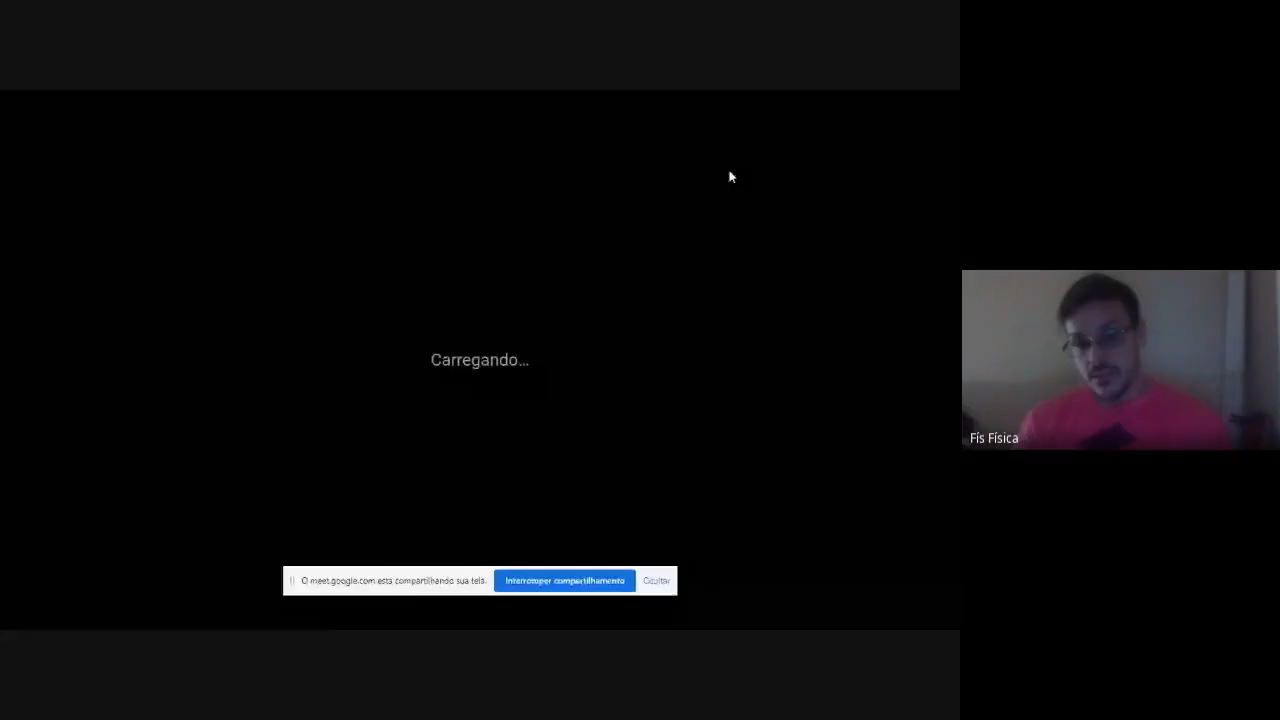 Carregando...
Fís Física
O meet.google.com está compartilhando sua tela.
Interromper compartilhamento
Ocultar